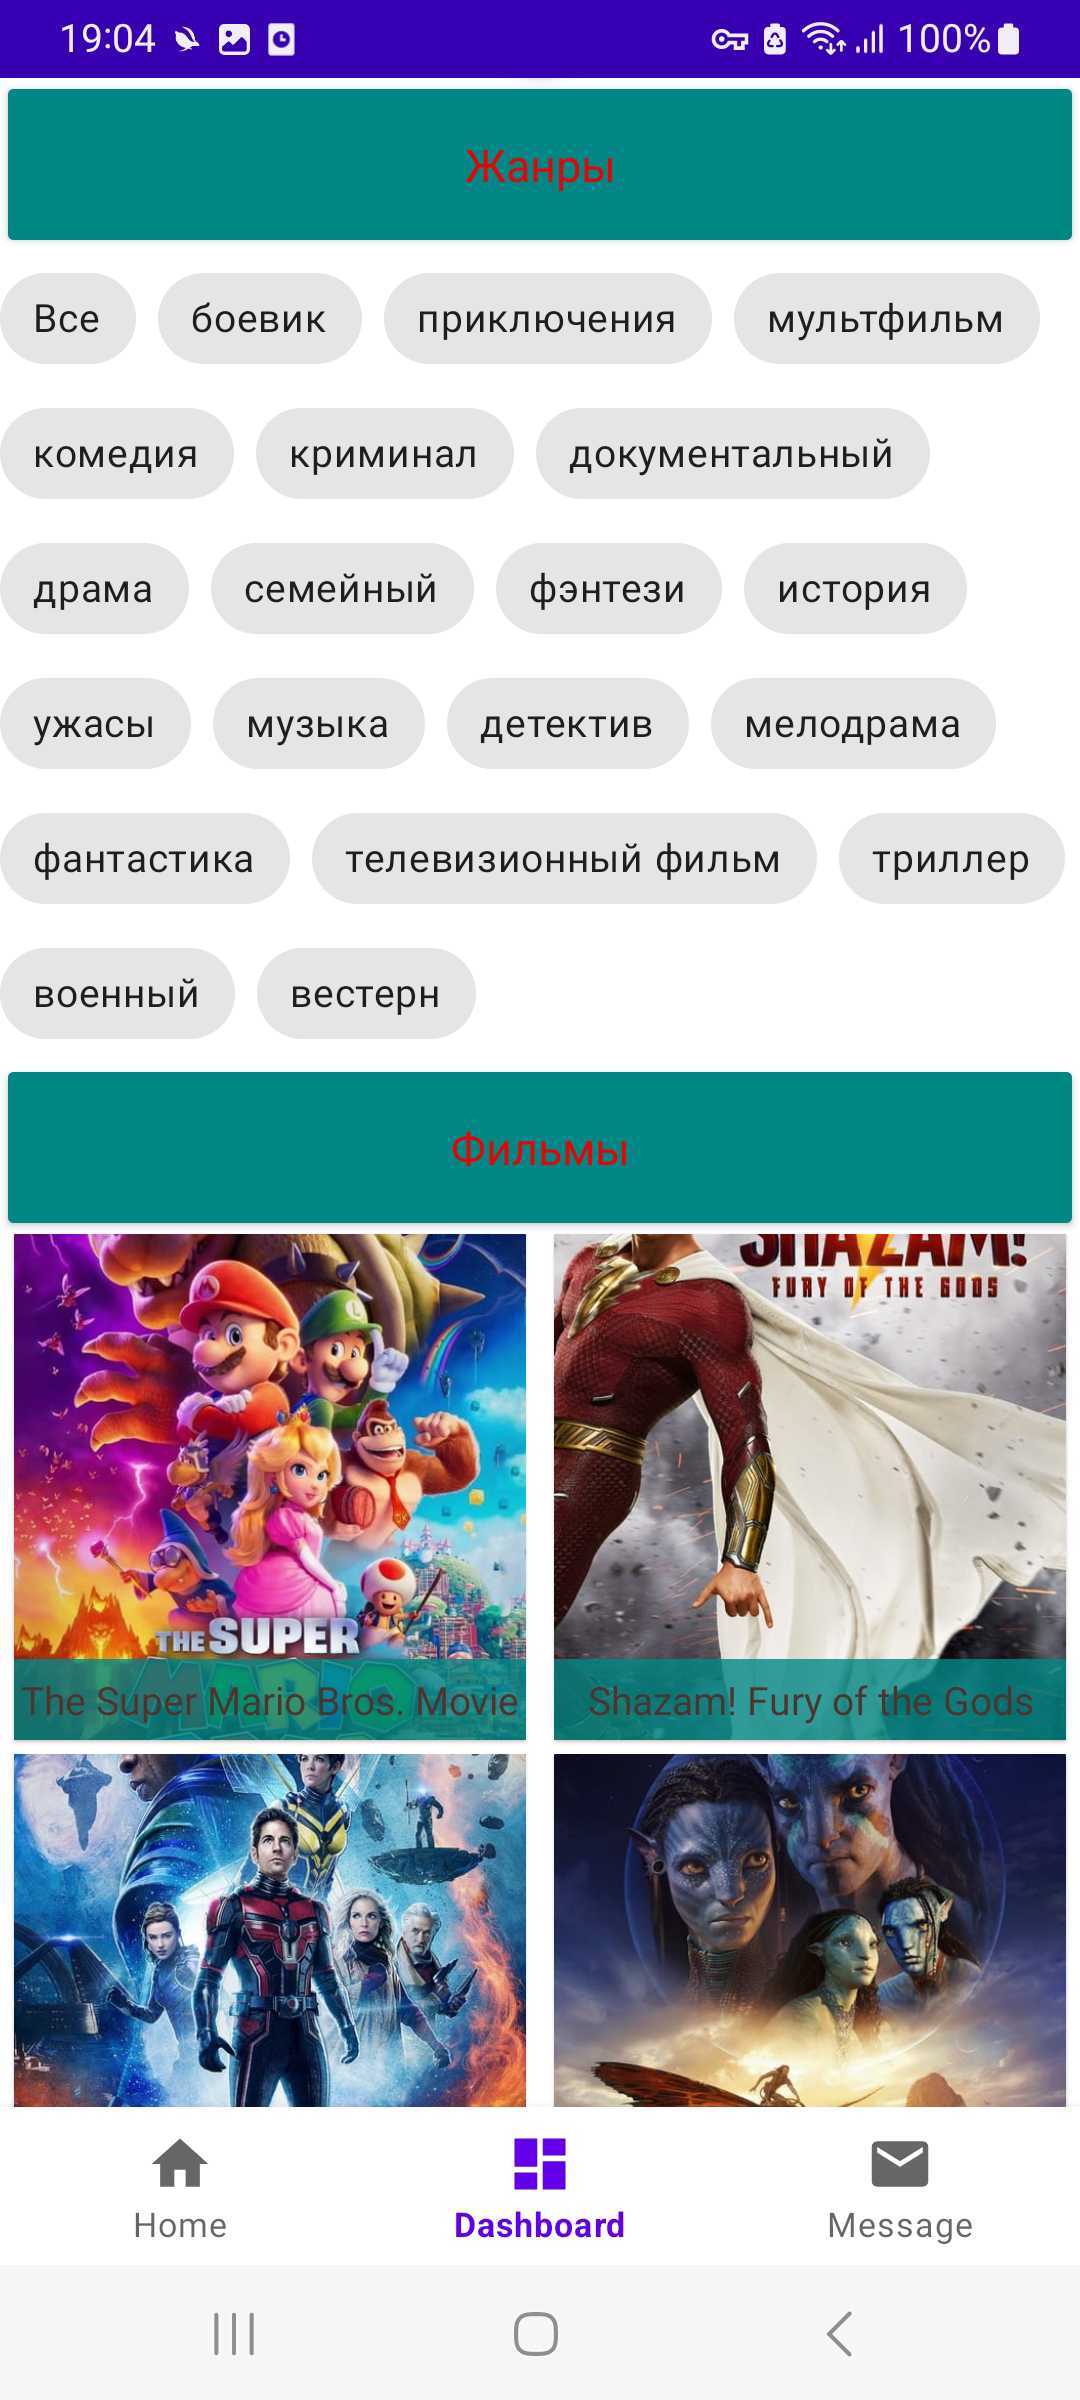 19:04 100%
Жанры
Все боевик приключения мультфильм
комедия криминал документальный
драма семейный фэнтези история
ужасы музыка детектив мелодрама
фантастика телевизионный фильм триллер
военный вестерн
Фильмы
THE SUPER
MARIO
The Super Mario Bros. Movie
SHAZAM!
FURY OF THE GODS
Shazam! Fury of the Gods
Home Dashboard Message